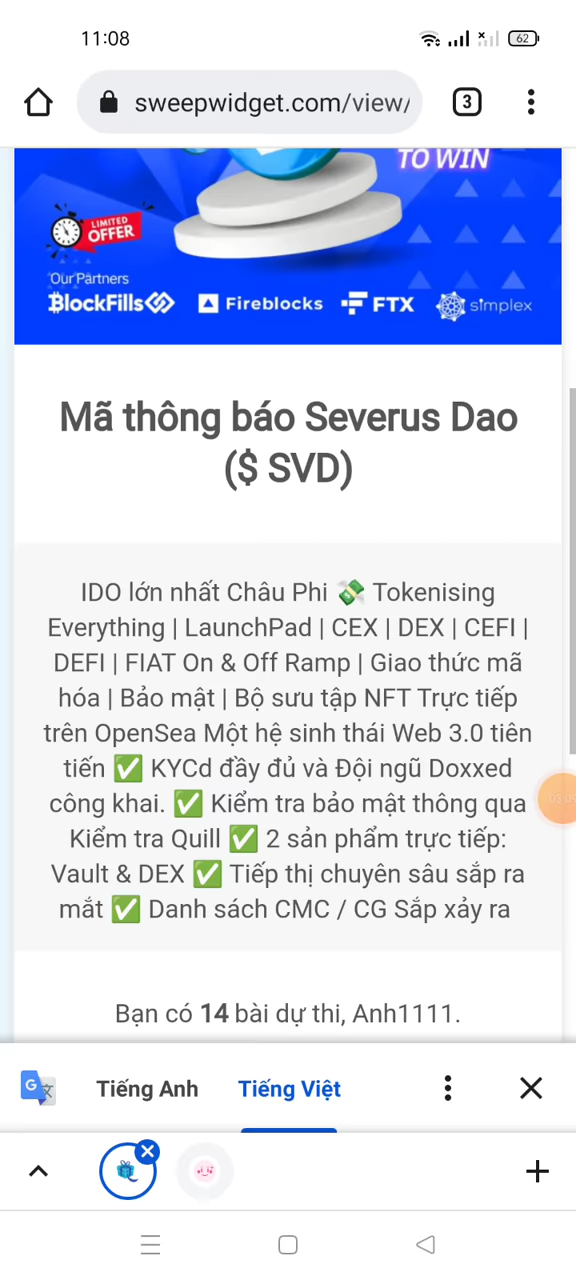 11:08
62
sweepwidget.com/view/
3
TO WIN
LIMITED
OFFER
Our Partners
BlockFills
Fireblocks
FTX
simplex
Mã thông báo Severus Dao
($ SVD)
IDO lớn nhất Châu Phi 💸 Tokenising
Everything | LaunchPad | CEX | DEX | CEFI |
DEFI | FIAT On & Off Ramp | Giao thức mã
hóa | Bảo mật | Bộ sưu tập NFT Trực tiếp
trên OpenSea Một hệ sinh thái Web 3.0 tiên
tiến ✅ KYCd đầy đủ và Đội ngũ Doxxed
công khai. ✅ Kiểm tra bảo mật thông qua
Kiểm tra Quill ✅ 2 sản phẩm trực tiếp:
Vault & DEX ✅ Tiếp thị chuyên sâu sắp ra
mắt ✅ Danh sách CMC / CG Sắp xảy ra
Bạn có 14 bài dự thi, Anh1111.
Tiếng Anh
Tiếng Việt